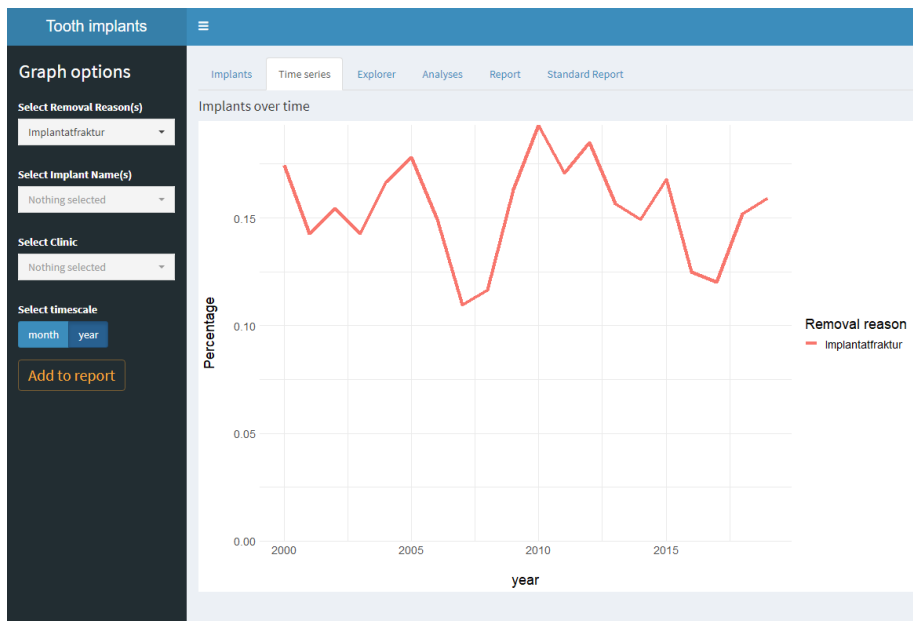 Tooth implants
Graph options
Select Removal Reason(s)
Implantatfraktur
Select Implant Name(s)
Nothing selected
Select Clinic
Nothing selected
Select timescale
month year
Add to report
Implants Time series Explorer Analyses Report Standard Report
Implants over time
Percentage
0.15
0.10
0.05
0.00
2000 2005 2010 2015
year
Removal reason
Implantatfraktur